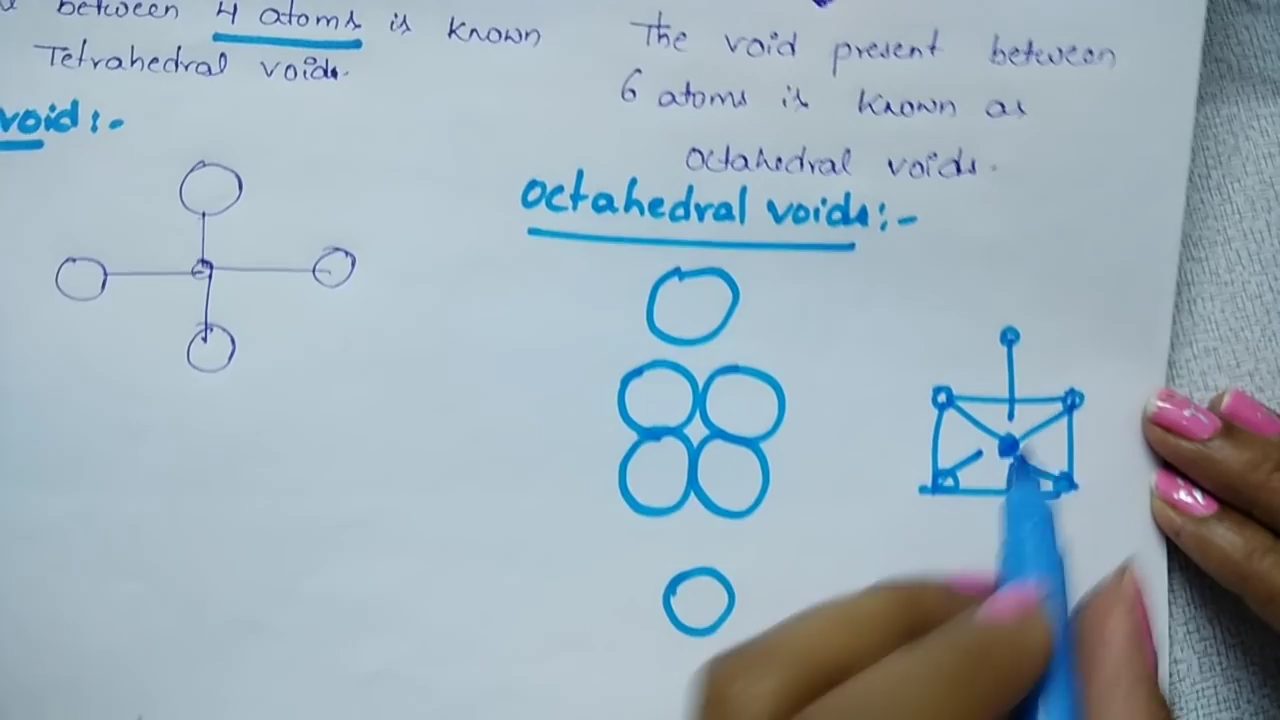 between 4 atoms is known
Tetrahedral voids.
void :-
The void present between
6 atoms is known as
octahedral voids.
octahedral voids :-